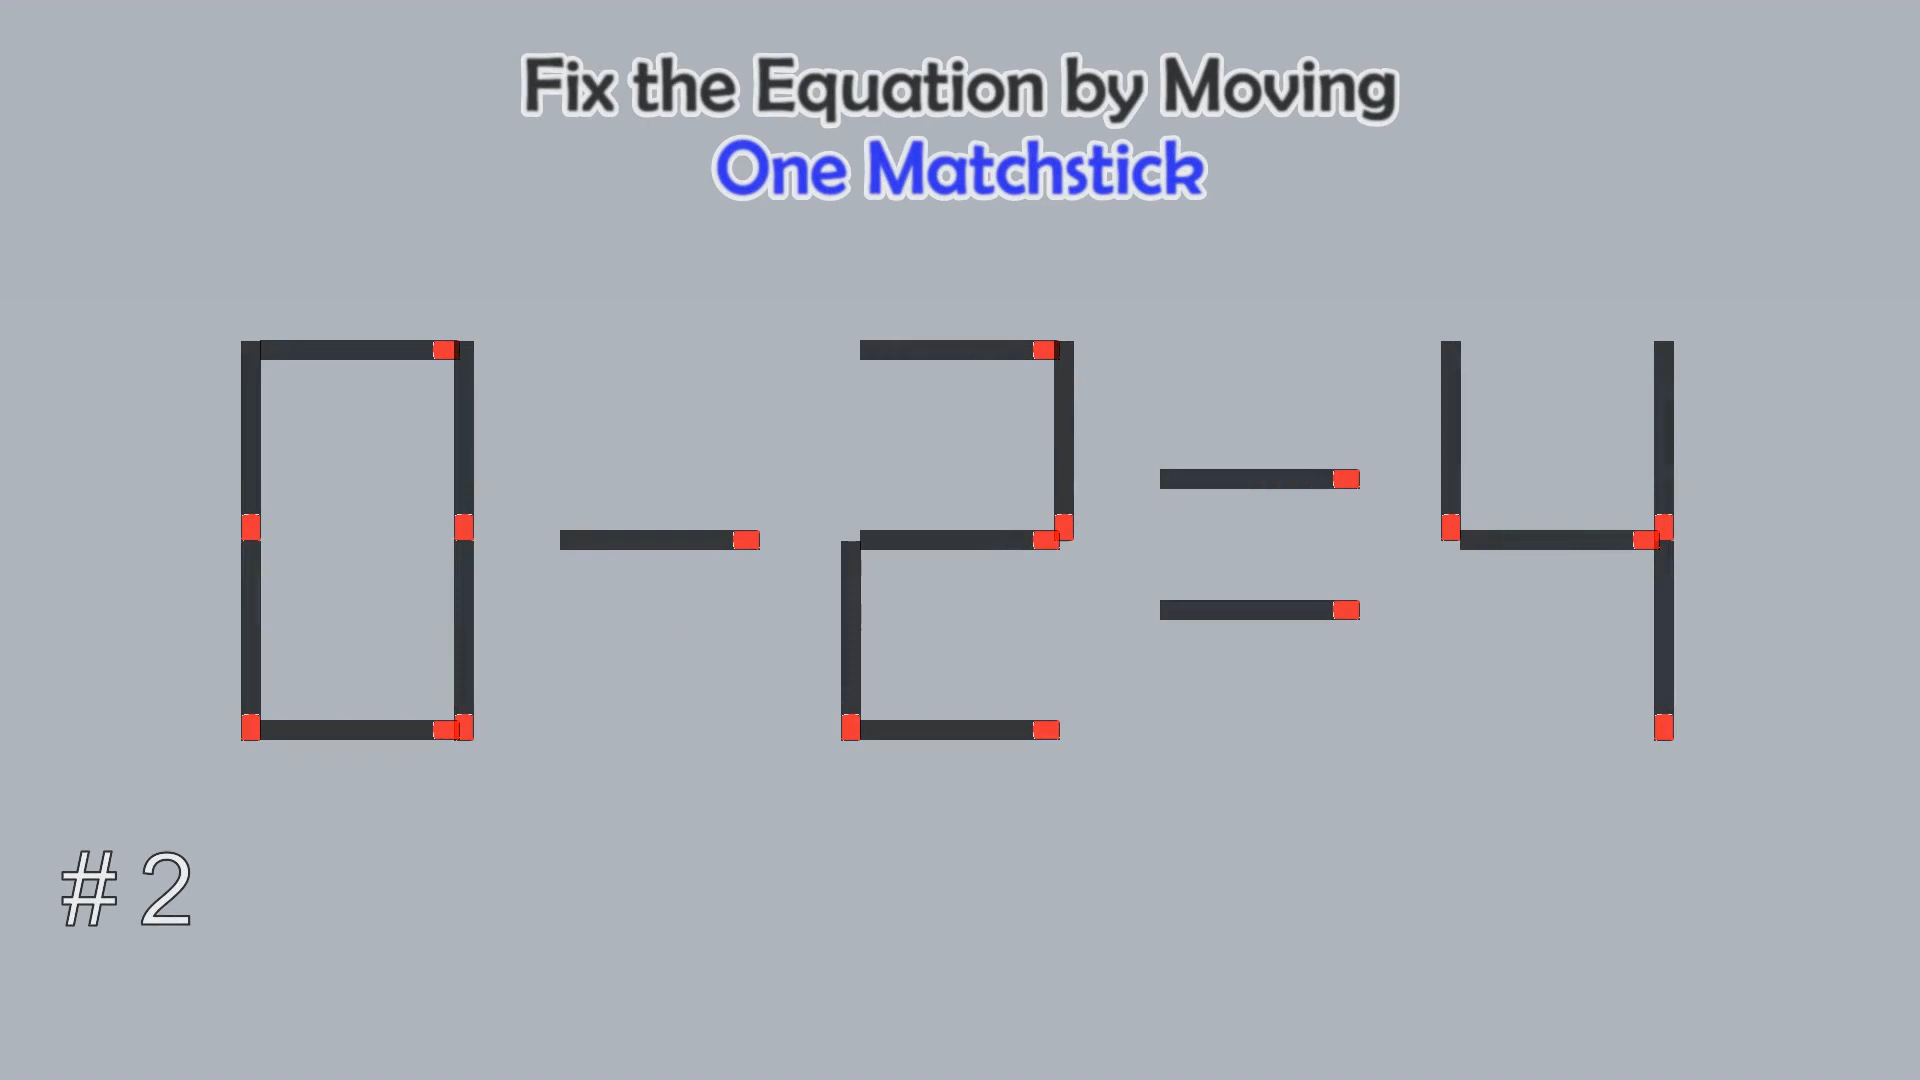 Fix the Equation by Moving
One Matchstick
0 - 2 = 4
# 2